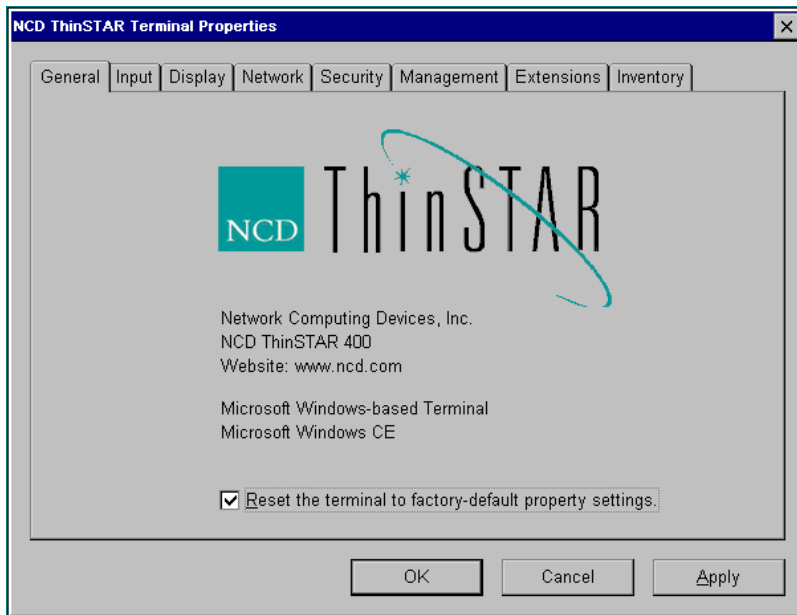 NCD ThinSTAR Terminal Properties
General Input Display Network Security Management Extensions Inventory
NCD ThinSTAR
Network Computing Devices, Inc.
NCD ThinSTAR 400
Website: www.ncd.com
Microsoft Windows-based Terminal
Microsoft Windows CE
Reset the terminal to factory-default property settings.
OK Cancel Apply